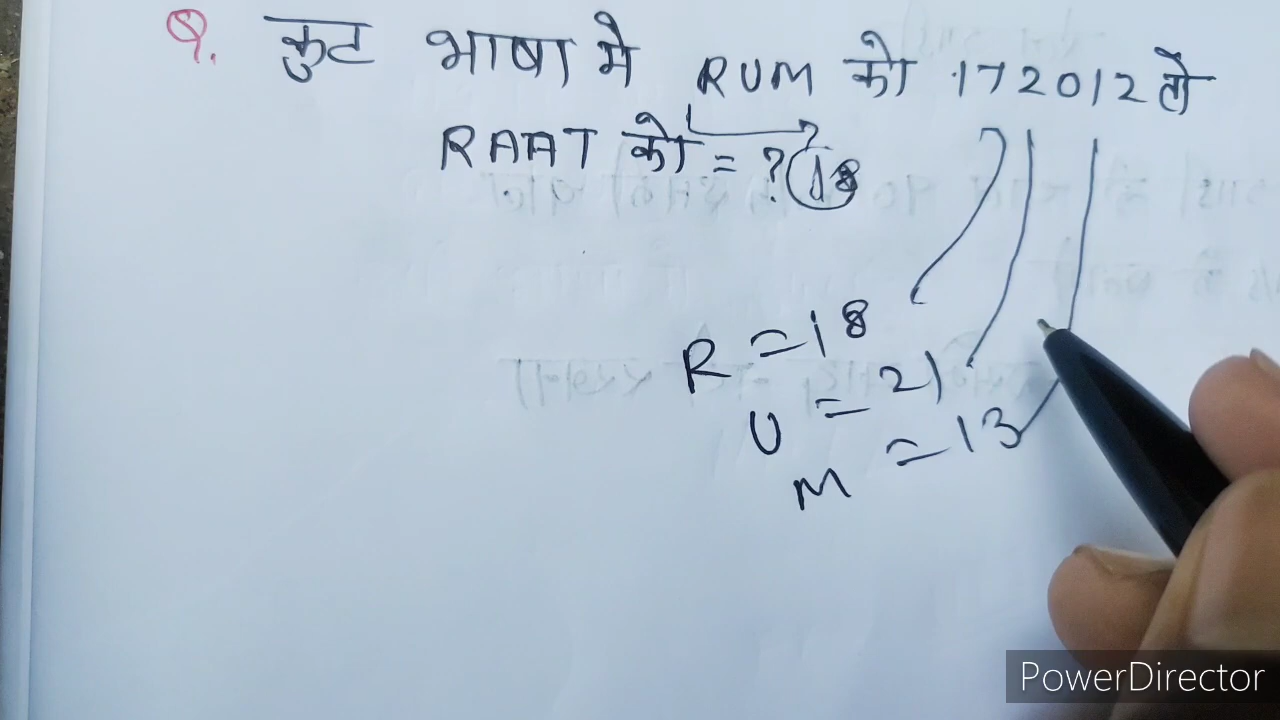 Q. कुट भाषा मे RUM को 172012 तो
RAAT को = ? 18
R = 18
U = 21
M = 13
PowerDirector